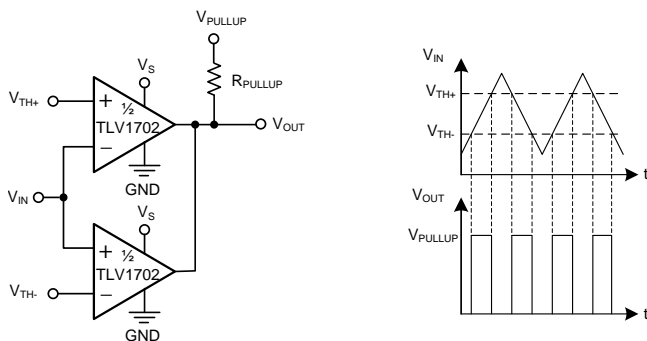 VPULLUP
VS
RPULLUP
VTH+
+
½
TLV1702
−
VOUT
GND
VIN
VS
+
½
TLV1702
VTH-
−
GND
VIN
VTH+
VTH-
t
VOUT
VPULLUP
t